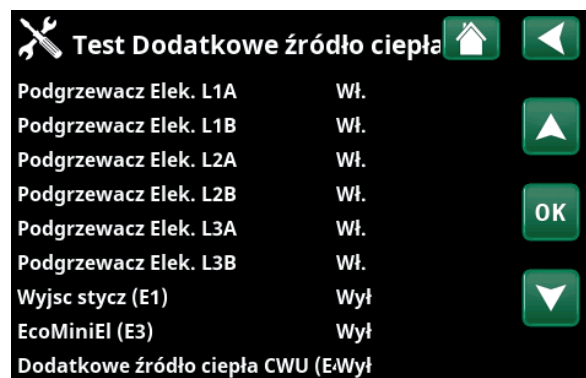 Test Dodatkowe źródło ciepła
Podgrzewacz Elek. L1A Wł.
Podgrzewacz Elek. L1B Wł.
Podgrzewacz Elek. L2A Wł.
Podgrzewacz Elek. L2B Wł.
OK
Podgrzewacz Elek. L3A Wł.
Podgrzewacz Elek. L3B Wł.
Wyjsc stycz (E1) Wył
EcoMiniEl (E3) Wył
Dodatkowe źródło ciepła CWU (E4 Wył